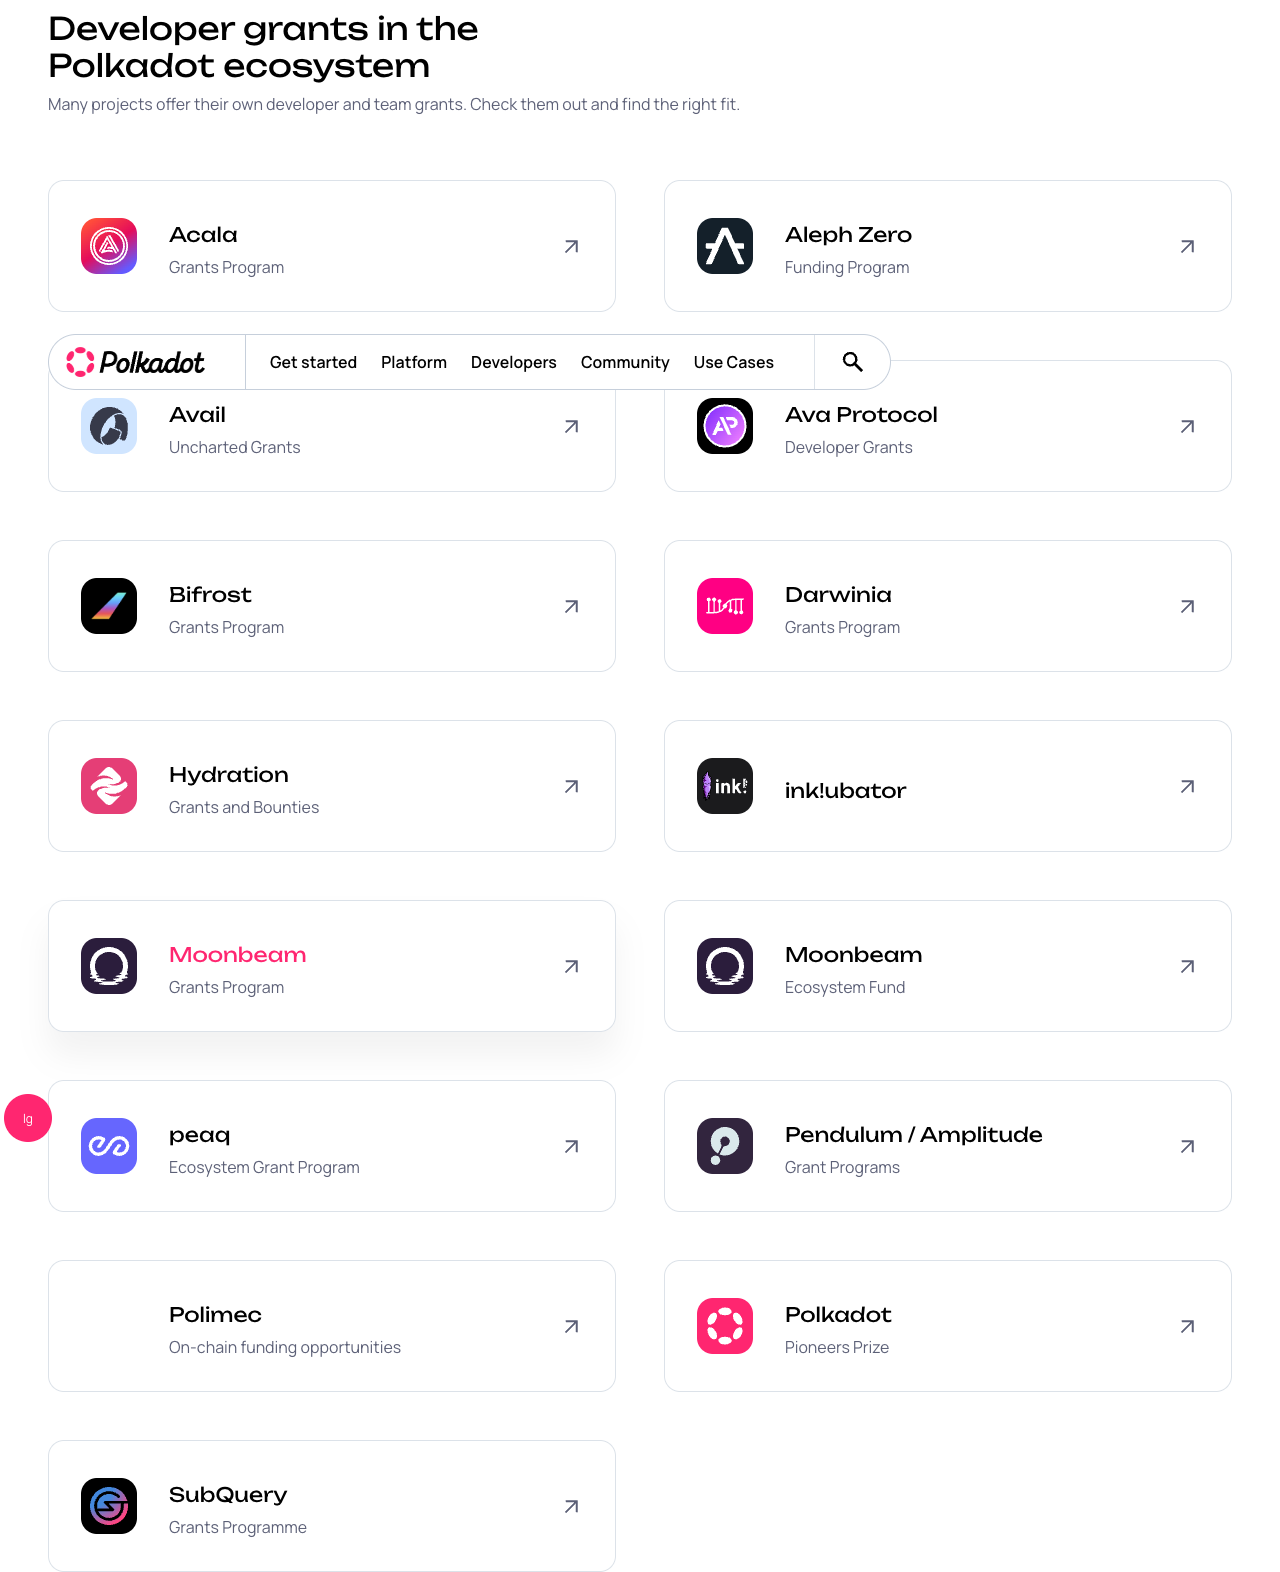 Developer grants in the
Polkadot ecosystem
Many projects offer their own developer and team grants. Check them out and find the right fit.
Acala
Grants Program
Aleph Zero
Funding Program
Polkadot
Get started
Platform
Developers
Community
Use Cases
Avail
Uncharted Grants
AP
Ava Protocol
Developer Grants
Bifrost
Grants Program
Darwinia
Grants Program
Hydration
Grants and Bounties
ink!
ink!ubator
Moonbeam
Grants Program
Moonbeam
Ecosystem Fund
lg
peaq
Ecosystem Grant Program
Pendulum / Amplitude
Grant Programs
Polimec
On-chain funding opportunities
Polkadot
Pioneers Prize
SubQuery
Grants Programme